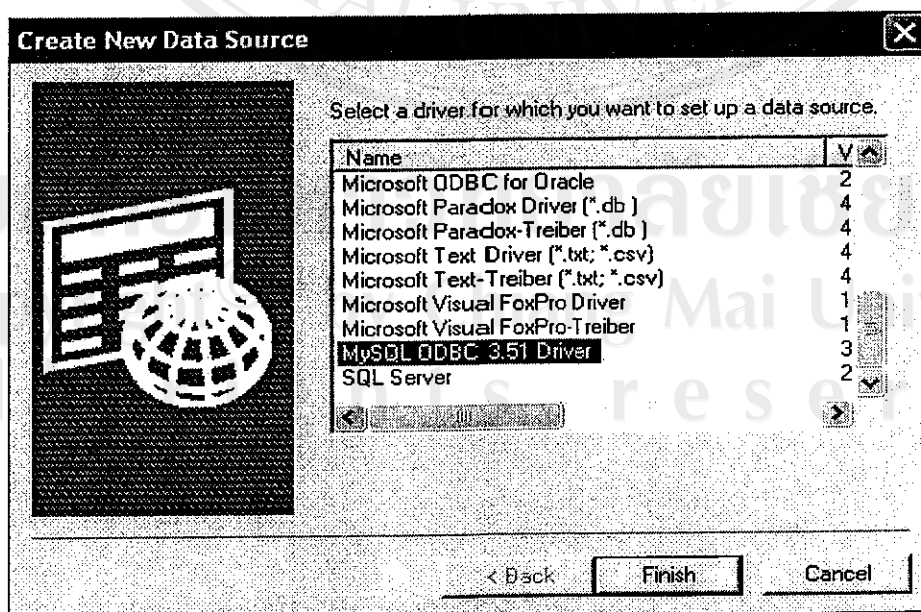 Create New Data Source
Select a driver for which you want to set up a data source.
Name V
Microsoft ODBC for Oracle 2
Microsoft Paradox Driver (*.db ) 4
Microsoft Paradox-Treiber (*.db ) 4
Microsoft Text Driver (*.txt; *.csv) 4
Microsoft Text-Treiber (*.txt; *.csv) 4
Microsoft Visual FoxPro Driver 1
Microsoft Visual FoxPro-Treiber 1
MySQL ODBC 3.51 Driver 3
SQL Server 2
< Back Finish Cancel
Mai Uni
r e s e r